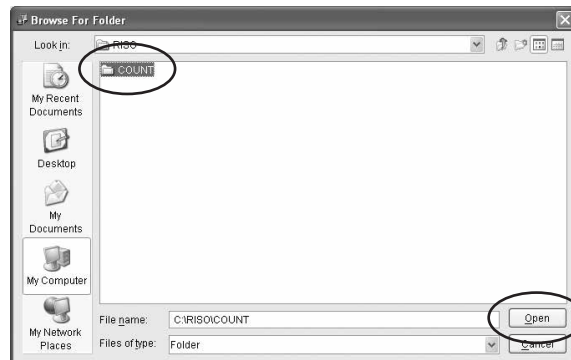 Browse For Folder
Look in: RISO
COUNT
My Recent
Documents
Desktop
My
Documents
My Computer
My Network
Places
File name: C:\RISO\COUNT Open
Files of type: Folder Cancel